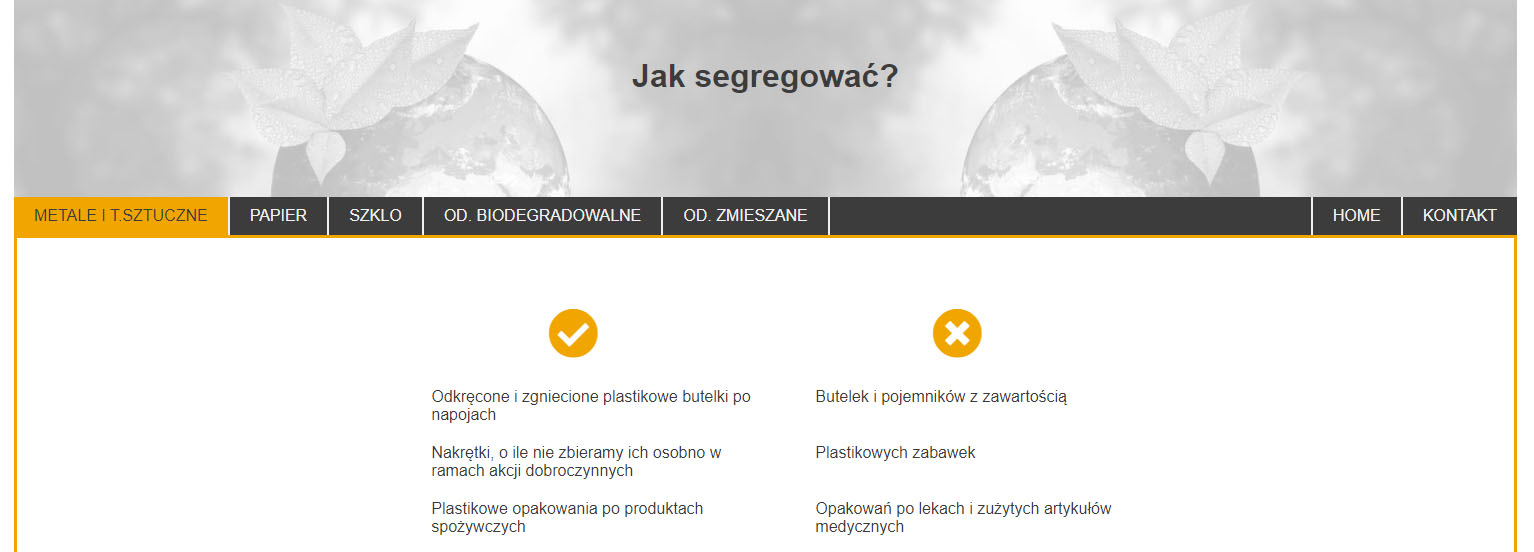 Jak segregować?
METALE I T.SZTUCZNE PAPIER SZKLO OD. BIODEGRADOWALNE OD. ZMIESZANE HOME KONTAKT
Odkręcone i zgniecione plastikowe butelki po
napojach
Butelek i pojemników z zawartością
Nakrętki, o ile nie zbieramy ich osobno w
ramach akcji dobroczynnych
Plastikowych zabawek
Plastikowe opakowania po produktach
spożywczych
Opakowań po lekach i zużytych artykułów
medycznych